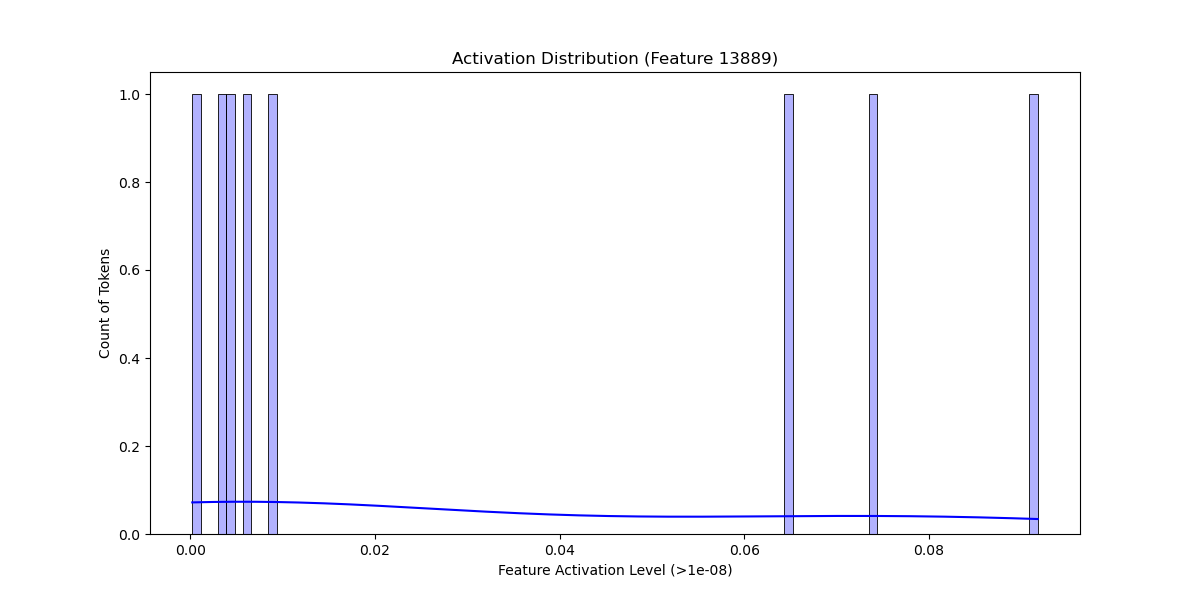 Activation Distribution (Feature 13889)
1.0
0.8
0.6
0.4
0.2
0.0
Count of Tokens
0.00 0.02 0.04 0.06 0.08
Feature Activation Level (>1e-08)